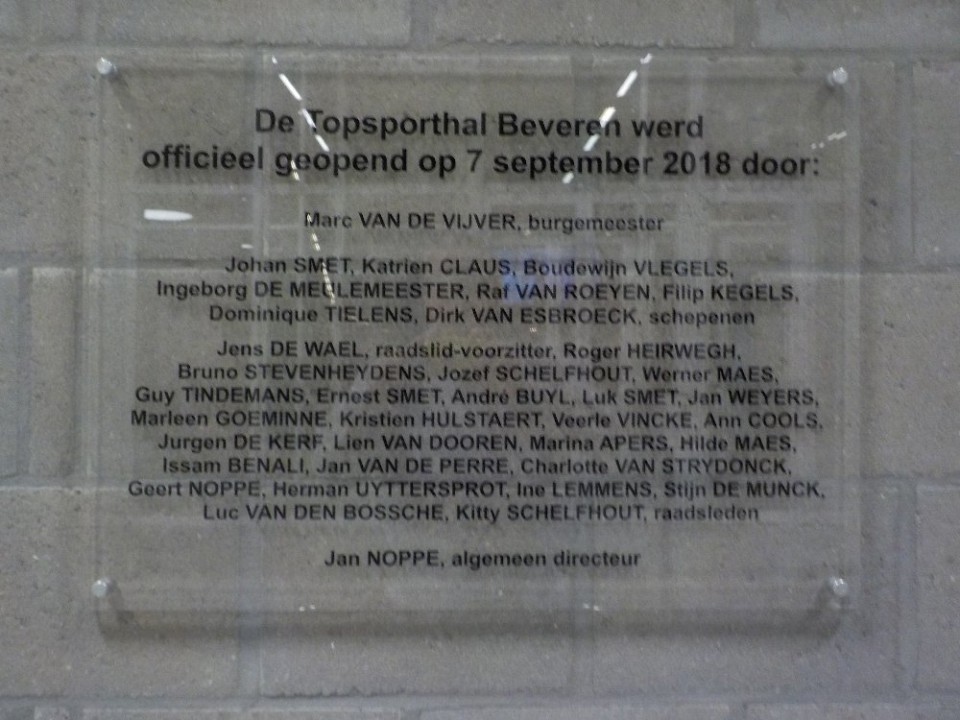 De Topsporthal Beveren werd
officieel geopend op 7 september 2018 door:
Marc VAN DE VIJVER, burgemeester
Johan SMET, Katrien CLAUS, Boudewijn VLEGELS,
Ingeborg DE MEULEMEESTER, Raf VAN ROEYEN, Filip KEGELS,
Dominique TIELENS, Dirk VAN ESBROECK, schepenen
Jens DE WAEL, raadslid-voorzitter, Roger HEIRWEGH,
Bruno STEVENHEYDENS, Jozef SCHELFHOUT, Werner MAES,
Guy TINDEMANS, Ernest SMET, André BUYL, Luk SMET, Jan WEYERS,
Marleen GOEMINNE, Kristien HULSTAERT, Veerle VINCKE, Ann COOLS,
Jurgen DE KERF, Lien VAN DOOREN, Marina APERS, Hilde MAES,
Issam BENALI, Jan VAN DE PERRE, Charlotte VAN STRYDONCK,
Geert NOPPE, Herman UYTTERSPROT, Ine LEMMENS, Stijn DE MUNCK,
Luc VAN DEN BOSSCHE, Kitty SCHELFHOUT, raadsleden
Jan NOPPE, algemeen directeur